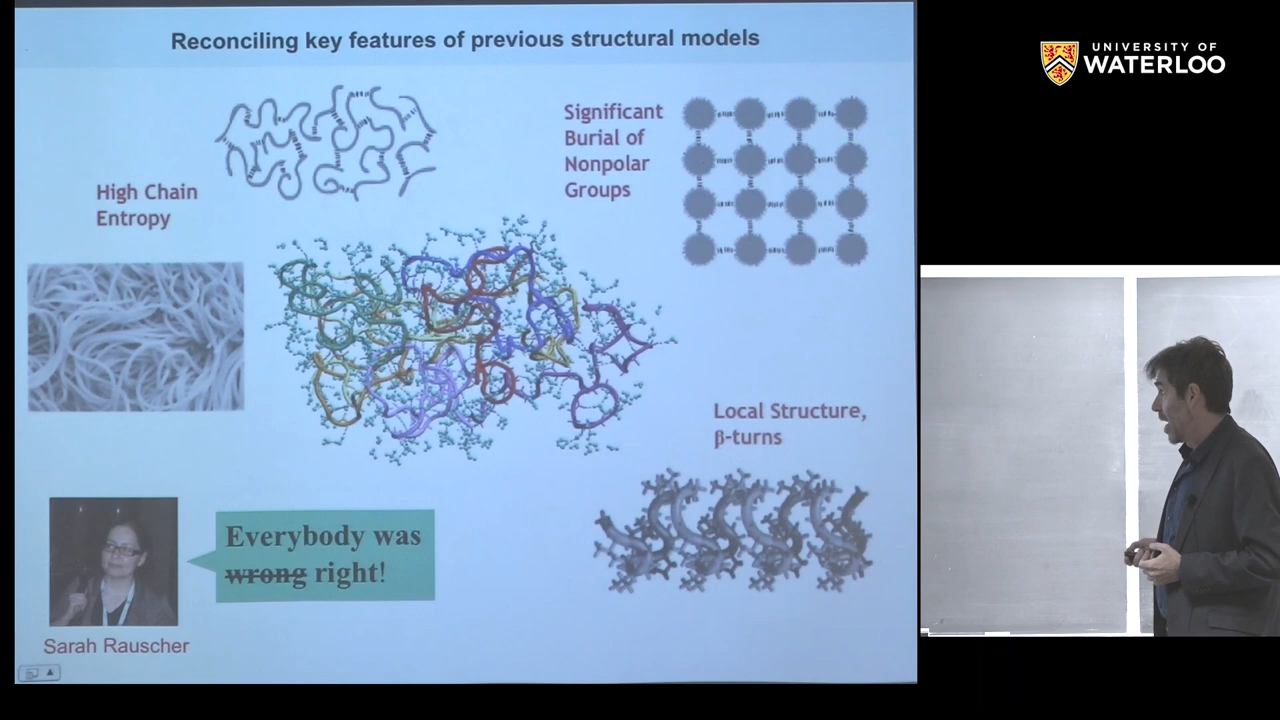 Reconciling key features of previous structural models
UNIVERSITY OF
WATERLOO
Significant
Burial of
Nonpolar
Groups
High Chain
Entropy
Local Structure,
β-turns
Everybody was
wrong right!
Sarah Rauscher